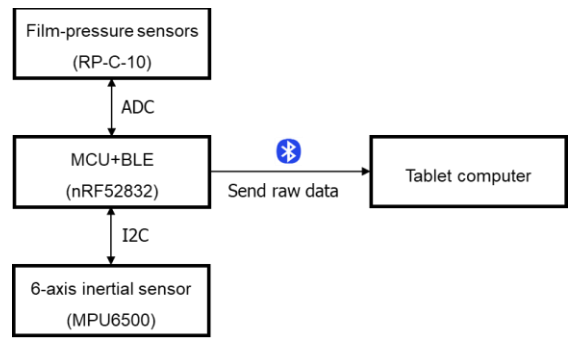 Film-pressure sensors
(RP-C-10)
ADC
MCU+BLE
(nRF52832)
Send raw data
Tablet computer
I2C
6-axis inertial sensor
(MPU6500)